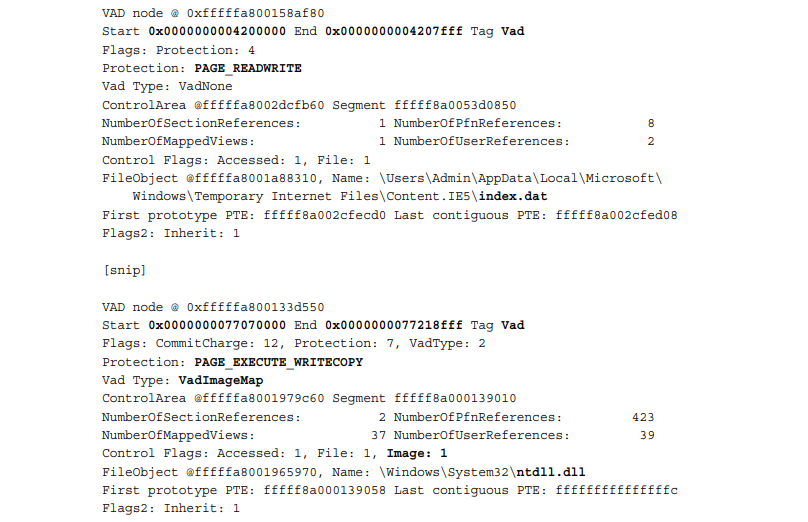 VAD node @ 0xfffffa800158af80
Start 0x0000000004200000 End 0x0000000004207fff Tag Vad
Flags: Protection: 4
Protection: PAGE_READWRITE
Vad Type: VadNone
ControlArea @fffffa8002dcfb60 Segment fffff8a0053d0850
NumberOfSectionReferences: 1 NumberOfPfnReferences: 8
NumberOfMappedViews: 1 NumberOfUserReferences: 2
Control Flags: Accessed: 1, File: 1
FileObject @fffffa8001a88310, Name: \Users\Admin\AppData\Local\Microsoft\
Windows\Temporary Internet Files\Content.IE5\index.dat
First prototype PTE: fffff8a002cfecd0 Last contiguous PTE: fffff8a002cfed08
Flags2: Inherit: 1
[snip]
VAD node @ 0xfffffa800133d550
Start 0x0000000077070000 End 0x0000000077218fff Tag Vad
Flags: CommitCharge: 12, Protection: 7, VadType: 2
Protection: PAGE_EXECUTE_WRITECOPY
Vad Type: VadImageMap
ControlArea @fffffa8001979c60 Segment fffff8a000139010
NumberOfSectionReferences: 2 NumberOfPfnReferences: 423
NumberOfMappedViews: 37 NumberOfUserReferences: 39
Control Flags: Accessed: 1, File: 1, Image: 1
FileObject @fffffa8001965970, Name: \Windows\System32\ntdll.dll
First prototype PTE: fffff8a000139058 Last contiguous PTE: fffffffffffffffc
Flags2: Inherit: 1